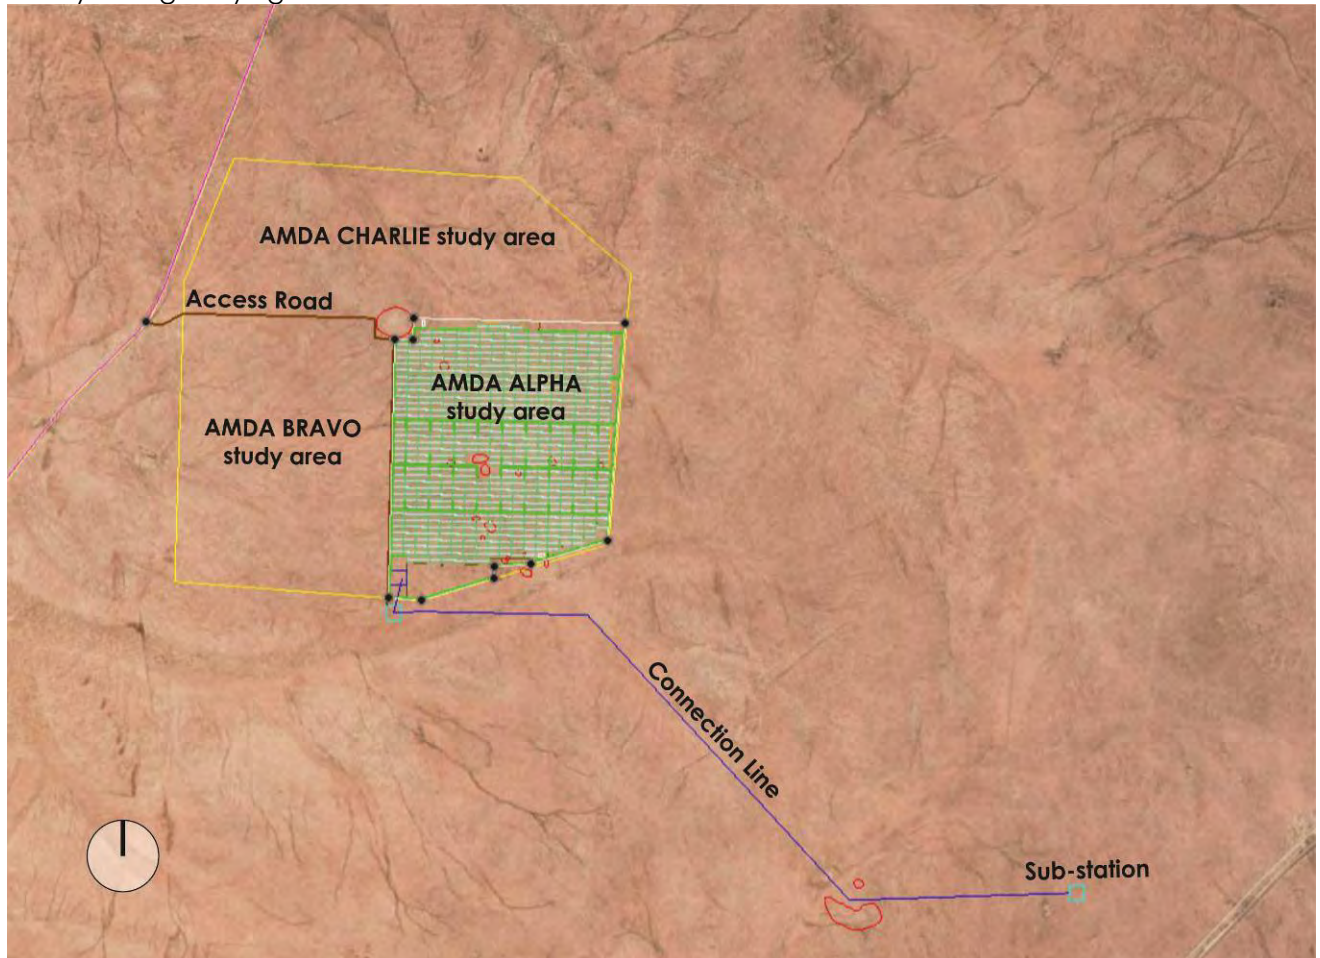 AMDA CHARLIE study area
Access Road
AMDA ALPHA
study area
AMDA BRAVO
study area
Connection Line
Sub-station